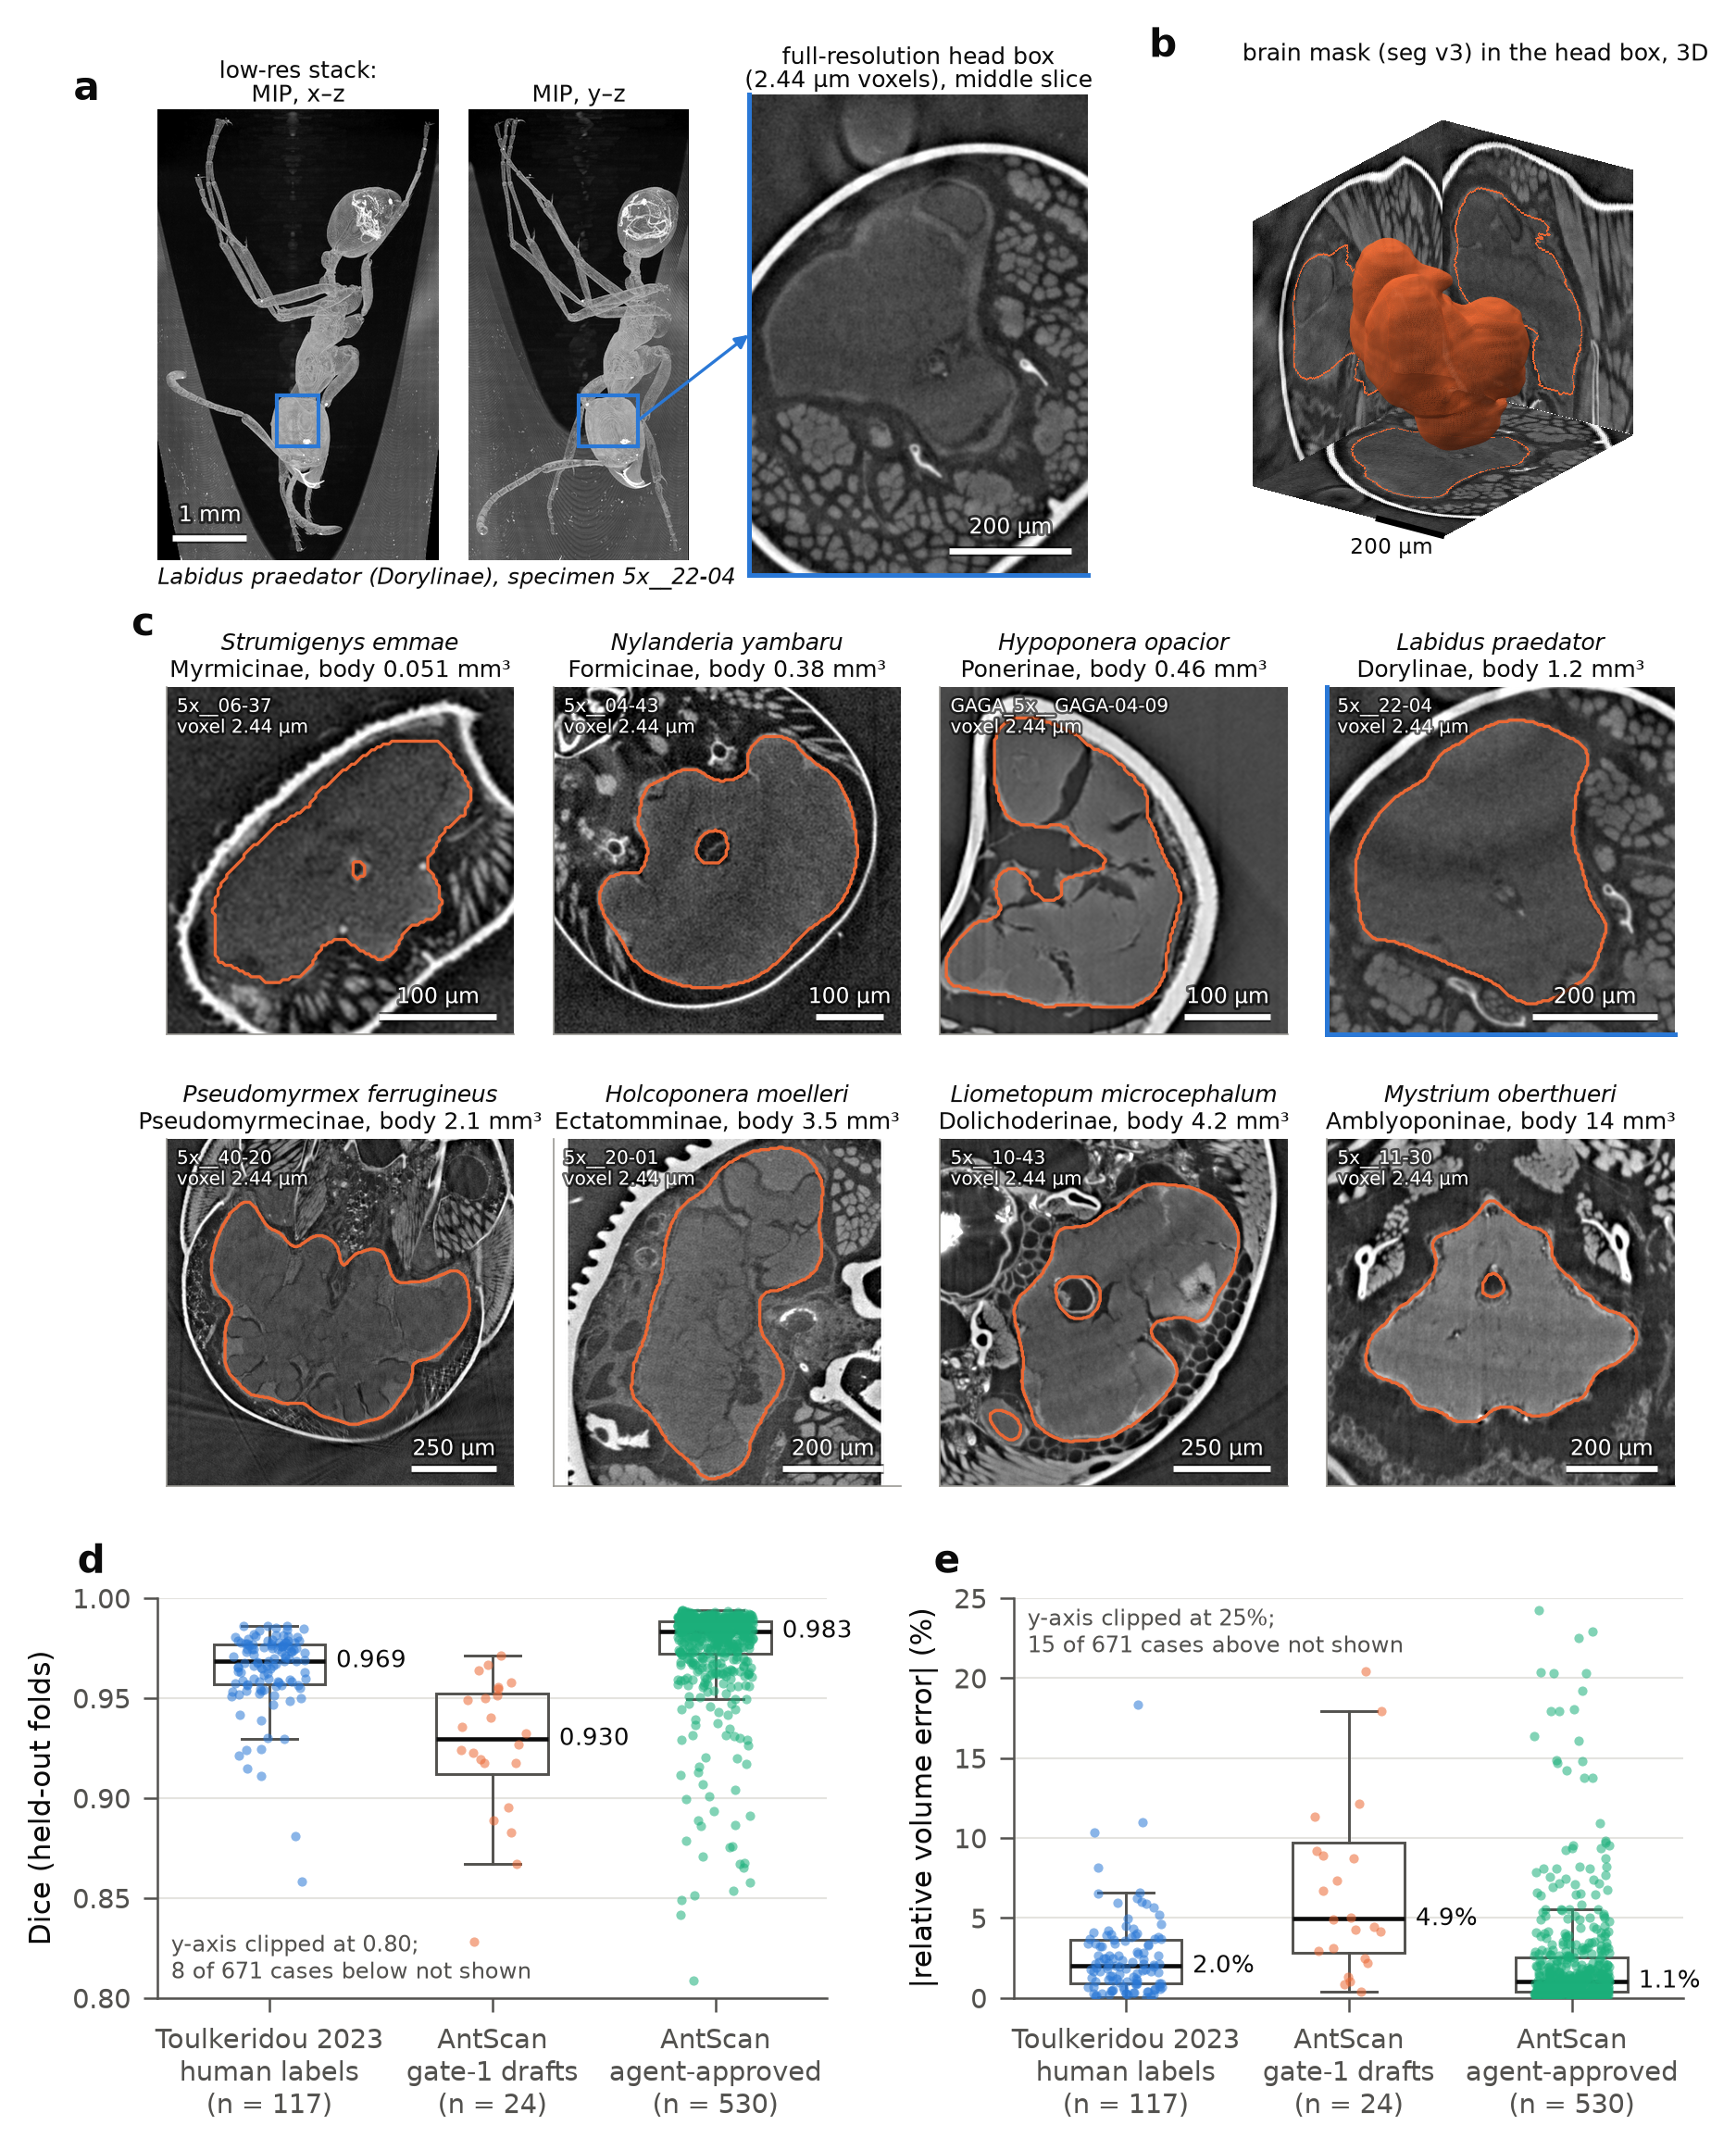 a
low-res stack:
MIP, x–z
MIP, y–z
full-resolution head box
(2.44 µm voxels), middle slice
1 mm
200 µm
Labidus praedator (Dorylinae), specimen 5x__22-04
b
brain mask (seg v3) in the head box, 3D
200 µm
c
Strumigenys emmae
Myrmicinae, body 0.051 mm³
5x__06-37
voxel 2.44 µm
100 µm
Nylanderia yambaru
Formicinae, body 0.38 mm³
5x__04-43
voxel 2.44 µm
100 µm
Hypoponera opacior
Ponerinae, body 0.46 mm³
GAGA_5x__GAGA-04-09
voxel 2.44 µm
100 µm
Labidus praedator
Dorylinae, body 1.2 mm³
5x__22-04
voxel 2.44 µm
200 µm
Pseudomyrmex ferrugineus
Pseudomyrmecinae, body 2.1 mm³
5x__40-20
voxel 2.44 µm
250 µm
Holcoponera moelleri
Ectatomminae, body 3.5 mm³
5x__20-01
voxel 2.44 µm
200 µm
Liometopum microcephalum
Dolichoderinae, body 4.2 mm³
5x__10-43
voxel 2.44 µm
250 µm
Mystrium oberthueri
Amblyoponinae, body 14 mm³
5x__11-30
voxel 2.44 µm
200 µm
d
Dice (held-out folds)
1.00
0.95
0.90
0.85
0.80
0.969
0.930
0.983
y-axis clipped at 0.80;
8 of 671 cases below not shown
Toulkeridou 2023
human labels
(n = 117)
AntScan
gate-1 drafts
(n = 24)
AntScan
agent-approved
(n = 530)
e
|relative volume error| (%)
25
20
15
10
5
0
y-axis clipped at 25%;
15 of 671 cases above not shown
2.0%
4.9%
1.1%
Toulkeridou 2023
human labels
(n = 117)
AntScan
gate-1 drafts
(n = 24)
AntScan
agent-approved
(n = 530)